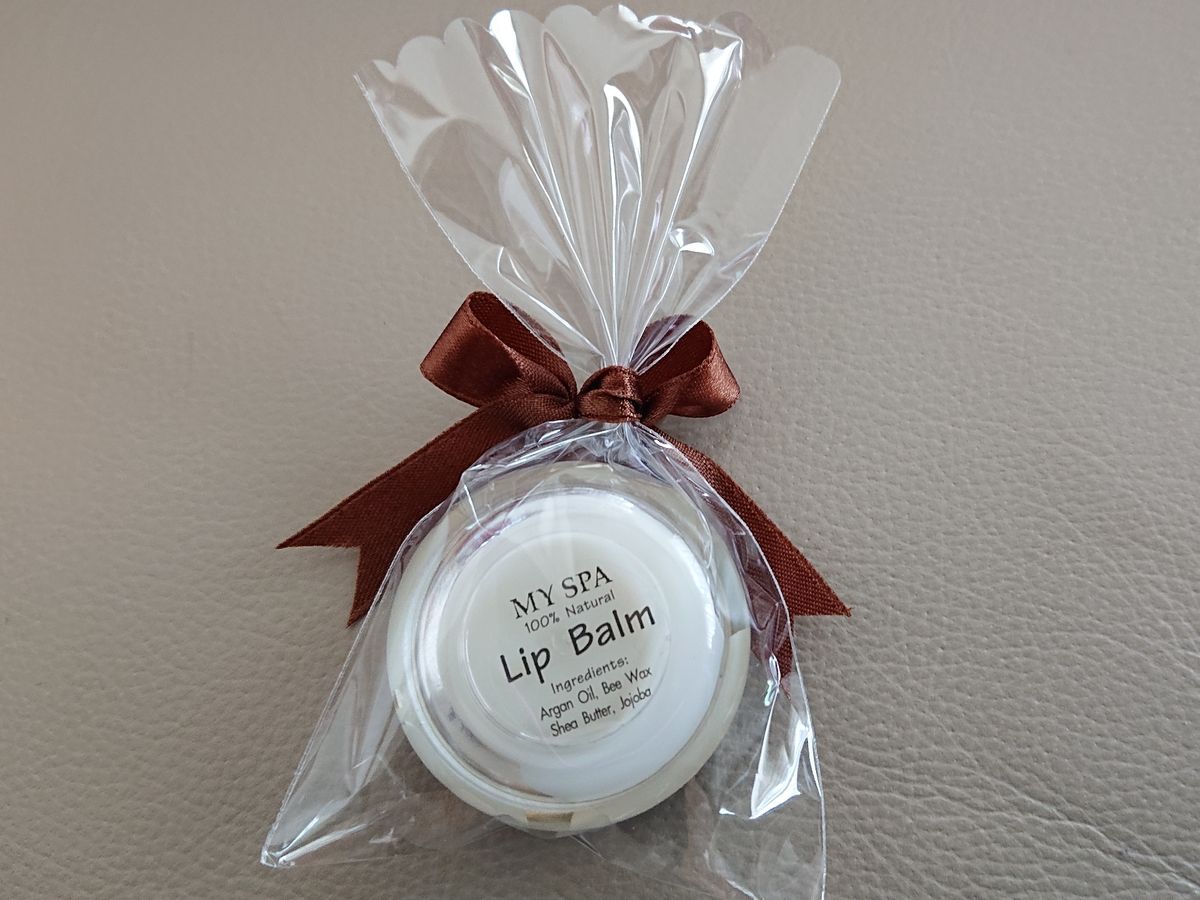 MY SPA
100% Natural
Lip Balm
Ingredients:
Argan Oil, Bee Wax
Shea Butter, Jojoba